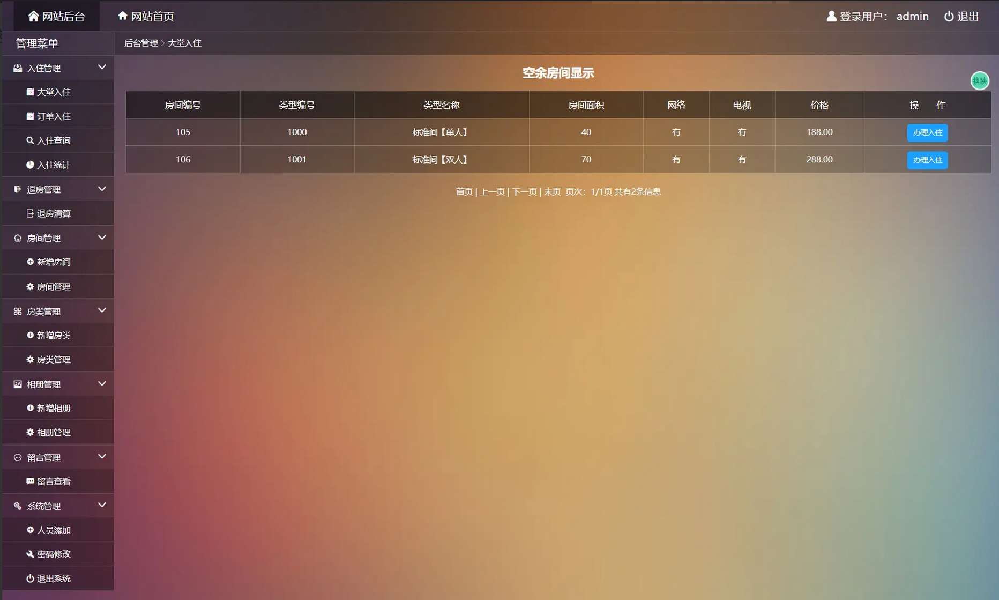 网站后台 网站首页 登录用户： admin 退出
管理菜单
后台管理 > 大堂入住
入住管理
大堂入住
订单入住
入住查询
入住统计
退房管理
退房清算
房间管理
新增房间
房间管理
房类管理
新增房类
房类管理
相册管理
新增相册
相册管理
留言管理
留言查看
系统管理
人员添加
密码修改
退出系统
空余房间显示
换肤
房间编号 类型编号 类型名称 房间面积 网络 电视 价格 操 作
105 1000 标准间【单人】 40 有 有 188.00 办理入住
106 1001 标准间【双人】 70 有 有 288.00 办理入住
首页 | 上一页 | 下一页 | 末页 页次：1/1页 共有2条信息